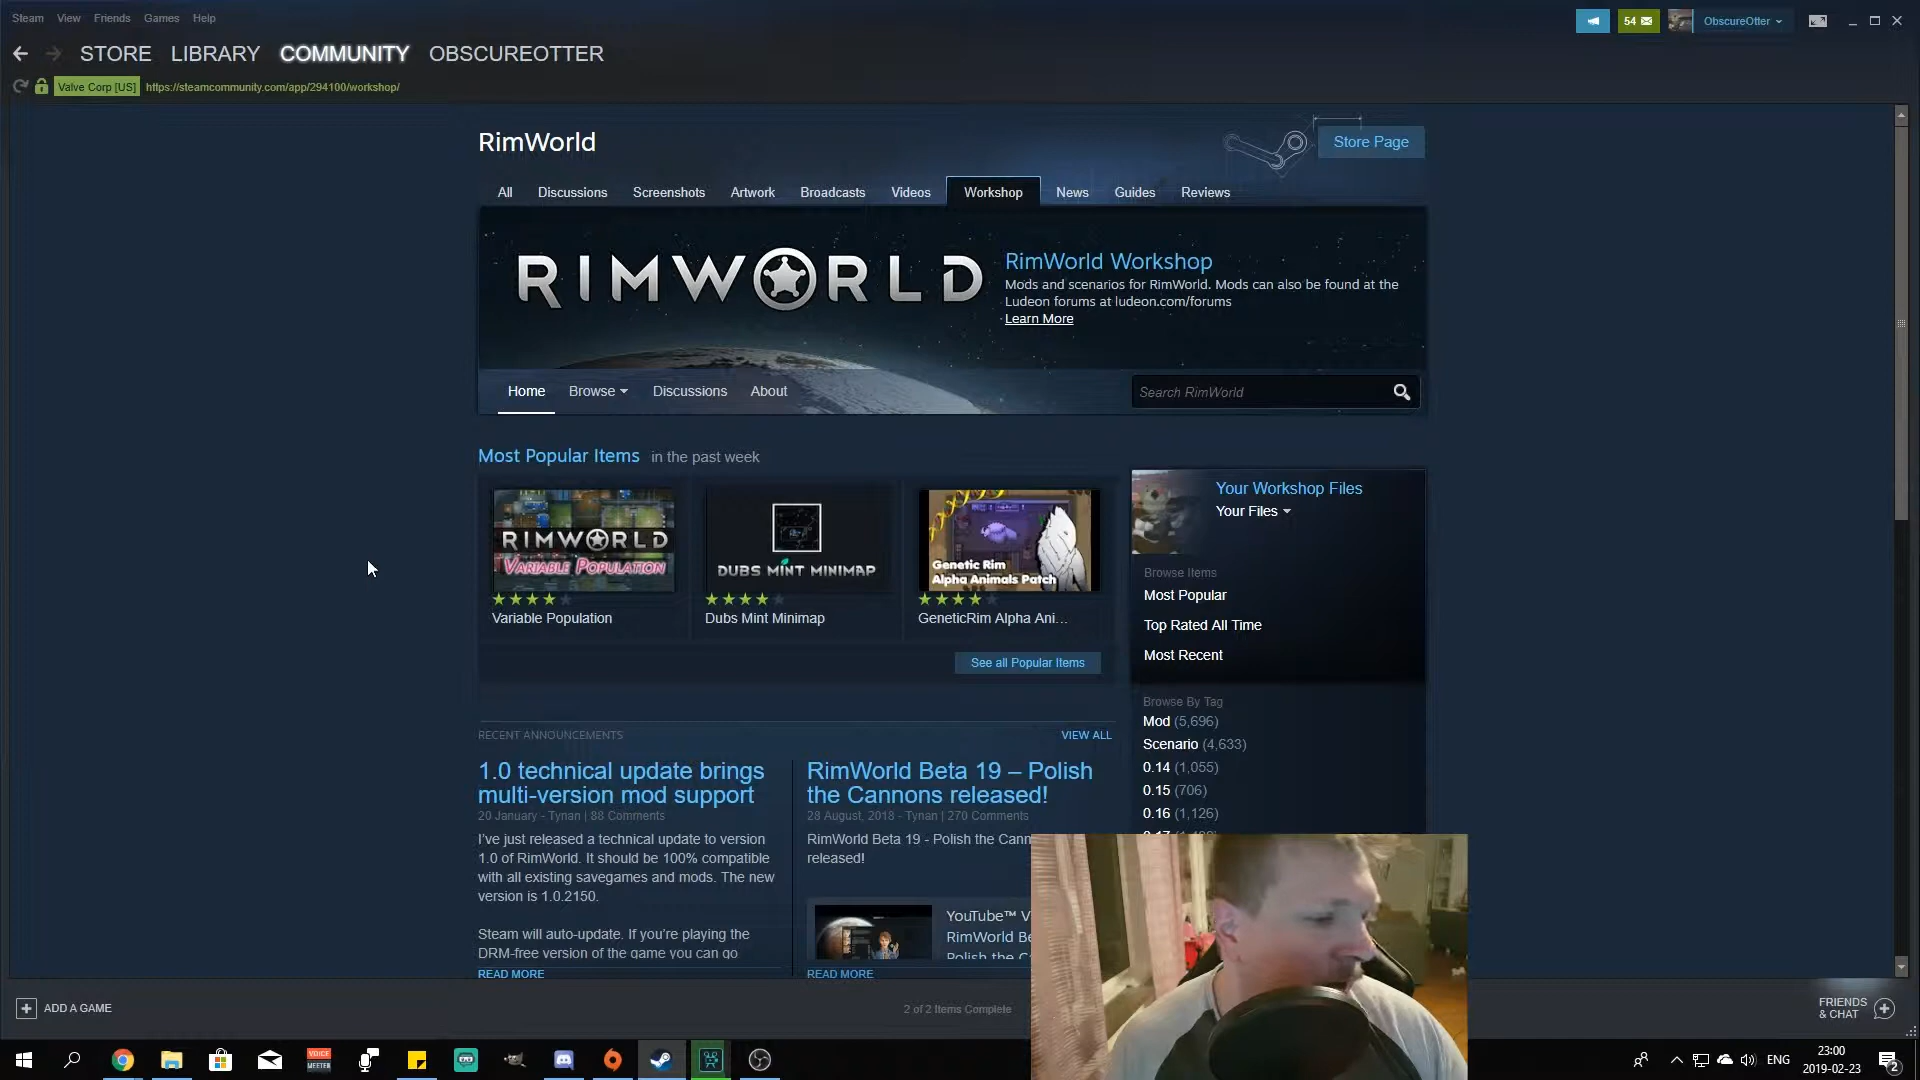 Steam View Friends Games Help
54
ObscureOtter
STORE LIBRARY COMMUNITY OBSCUREOTTER
Valve Corp [US] https://steamcommunity.com/app/294100/workshop/
RimWorld
Store Page
All Discussions Screenshots Artwork Broadcasts Videos Workshop News Guides Reviews
RIMWORLD
RimWorld Workshop
Mods and scenarios for RimWorld. Mods can also be found at the
Ludeon forums at ludeon.com/forums
Learn More
Home Browse Discussions About
Search RimWorld
Most Popular Items in the past week
RIMWORLD
VARIABLE POPULATION
Variable Population
DUBS MINT MINIMAP
Dubs Mint Minimap
Genetic Rim
Alpha Animals Patch
GeneticRim Alpha Ani...
See all Popular Items
Your Workshop Files
Your Files
Browse Items
Most Popular
Top Rated All Time
Most Recent
Browse By Tag
Mod (5,696)
Scenario (4,633)
0.14 (1,055)
0.15 (706)
0.16 (1,126)
RECENT ANNOUNCEMENTS
VIEW ALL
1.0 technical update brings
multi-version mod support
20 January - Tynan | 88 Comments
I've just released a technical update to version
1.0 of RimWorld. It should be 100% compatible
with all existing savegames and mods. The new
version is 1.0.2150.
Steam will auto-update. If you're playing the
DRM-free version of the game you can go
READ MORE
RimWorld Beta 19 – Polish
the Cannons released!
28 August, 2018 - Tynan | 270 Comments
RimWorld Beta 19 - Polish the Cann
released!
YouTube™ V
RimWorld Be
Polish the C
READ MORE
ADD A GAME
2 of 2 Items Complete
FRIENDS
& CHAT
VOICE
MEETER
ENG
23:00
2019-02-23
2